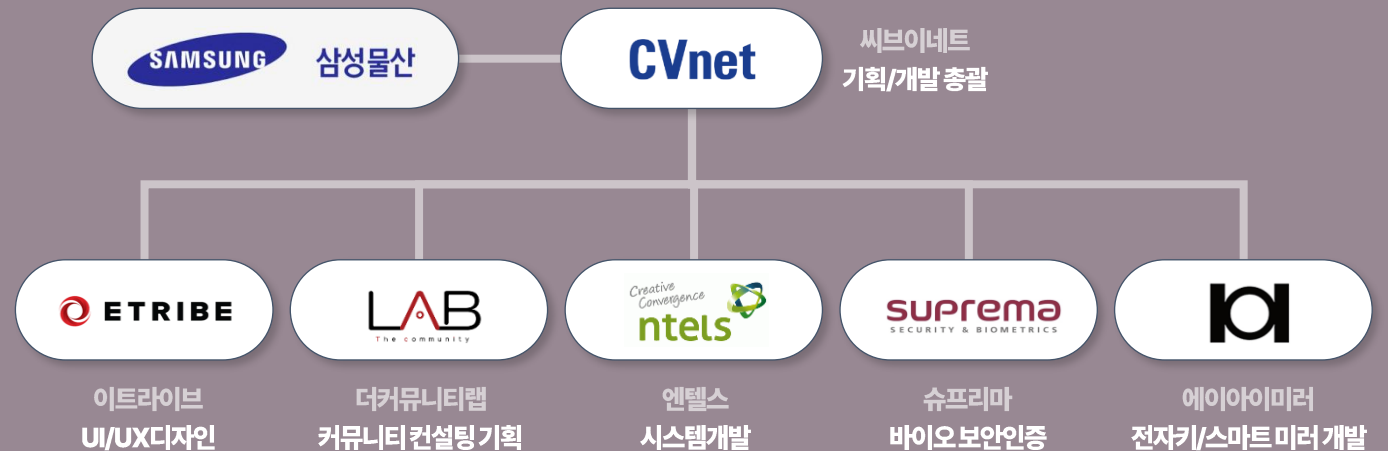 SAMSUNG 삼성물산
CVnet
씨브이네트
기획/개발 총괄
ETRIBE
LAB
The community
Creative
Convergence
ntels
suprema
SECURITY & BIOMETRICS
이트라이브
UI/UX디자인
더커뮤니티랩
커뮤니티 컨설팅 기획
엔텔스
시스템개발
슈프리마
바이오 보안인증
에이아이미러
전자키/스마트 미러 개발